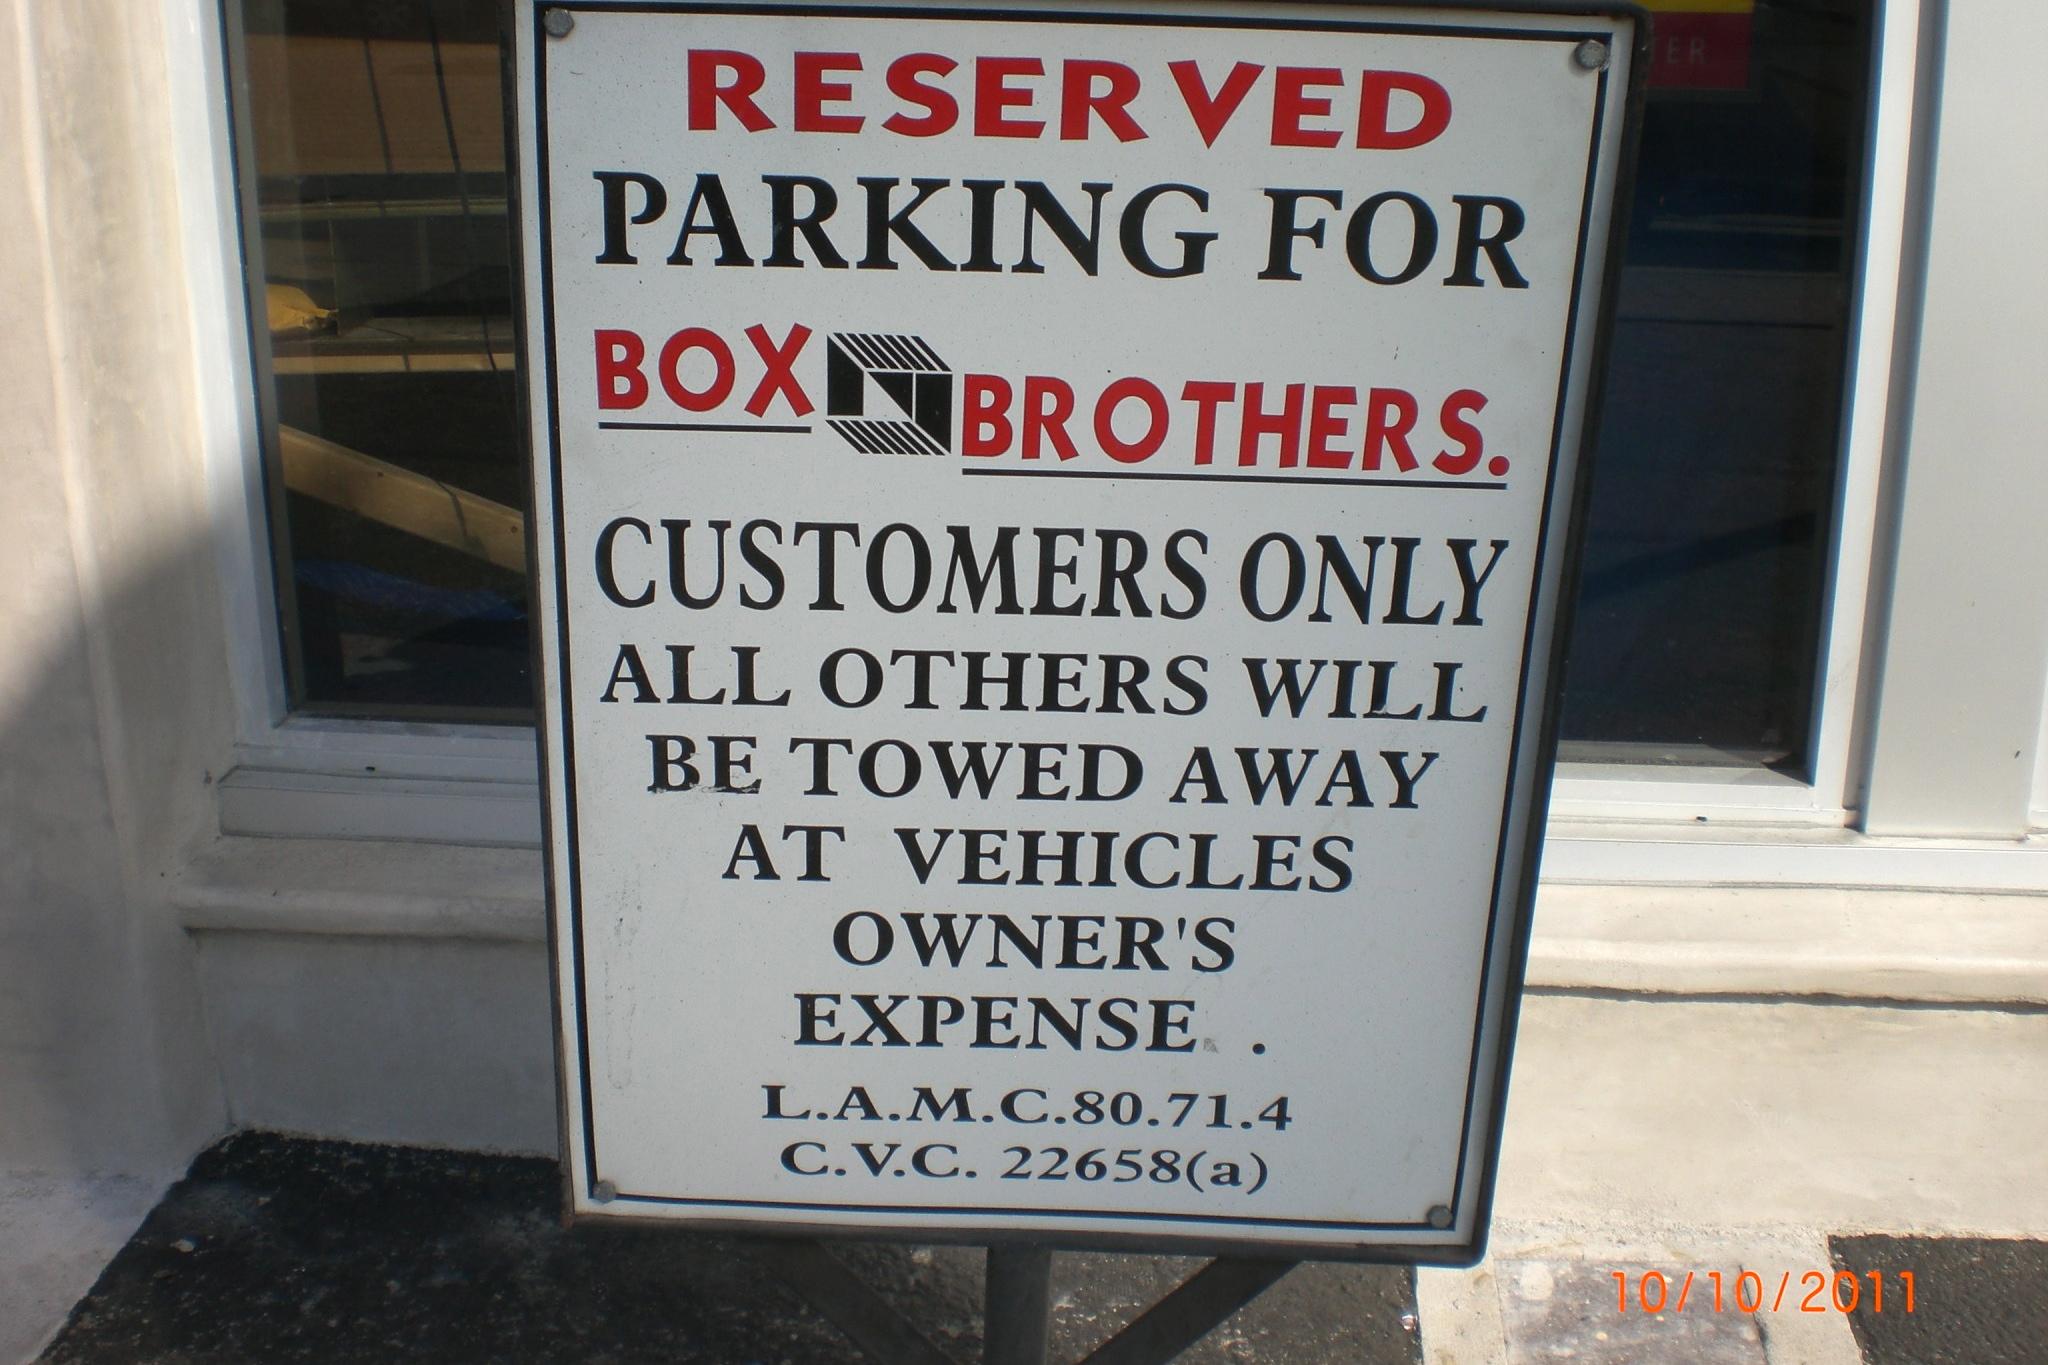 RESERVED
PARKING FOR
BOX BROTHERS.
CUSTOMERS ONLY
ALL OTHERS WILL
BE TOWED AWAY
AT VEHICLES
OWNER'S
EXPENSE .
L.A.M.C.80.71.4
C.V.C. 22658(a)
10/10/2011